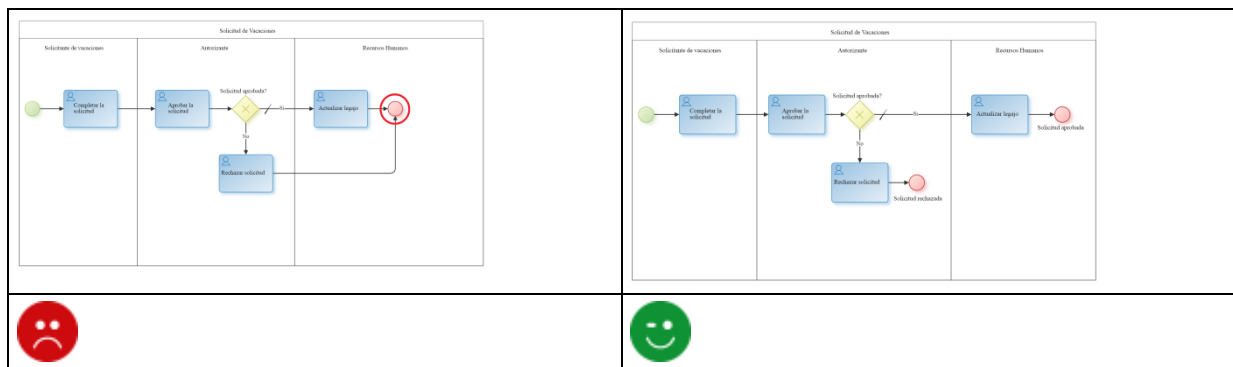 Solicitud de Vacaciones
Solicitante de vacaciones
Autorizante
Recursos Humanos
Completar la
solicitud
Aprobar la
solicitud
Solicitud aprobada?
Si
Actualizar legajo
No
Rechazar solicitud
Solicitud de Vacaciones
Solicitante de vacaciones
Autorizante
Recursos Humanos
Completar la
solicitud
Aprobar la
solicitud
Solicitud aprobada?
Si
Actualizar legajo
Solicitud aprobada
No
Rechazar solicitud
Solicitud rechazada